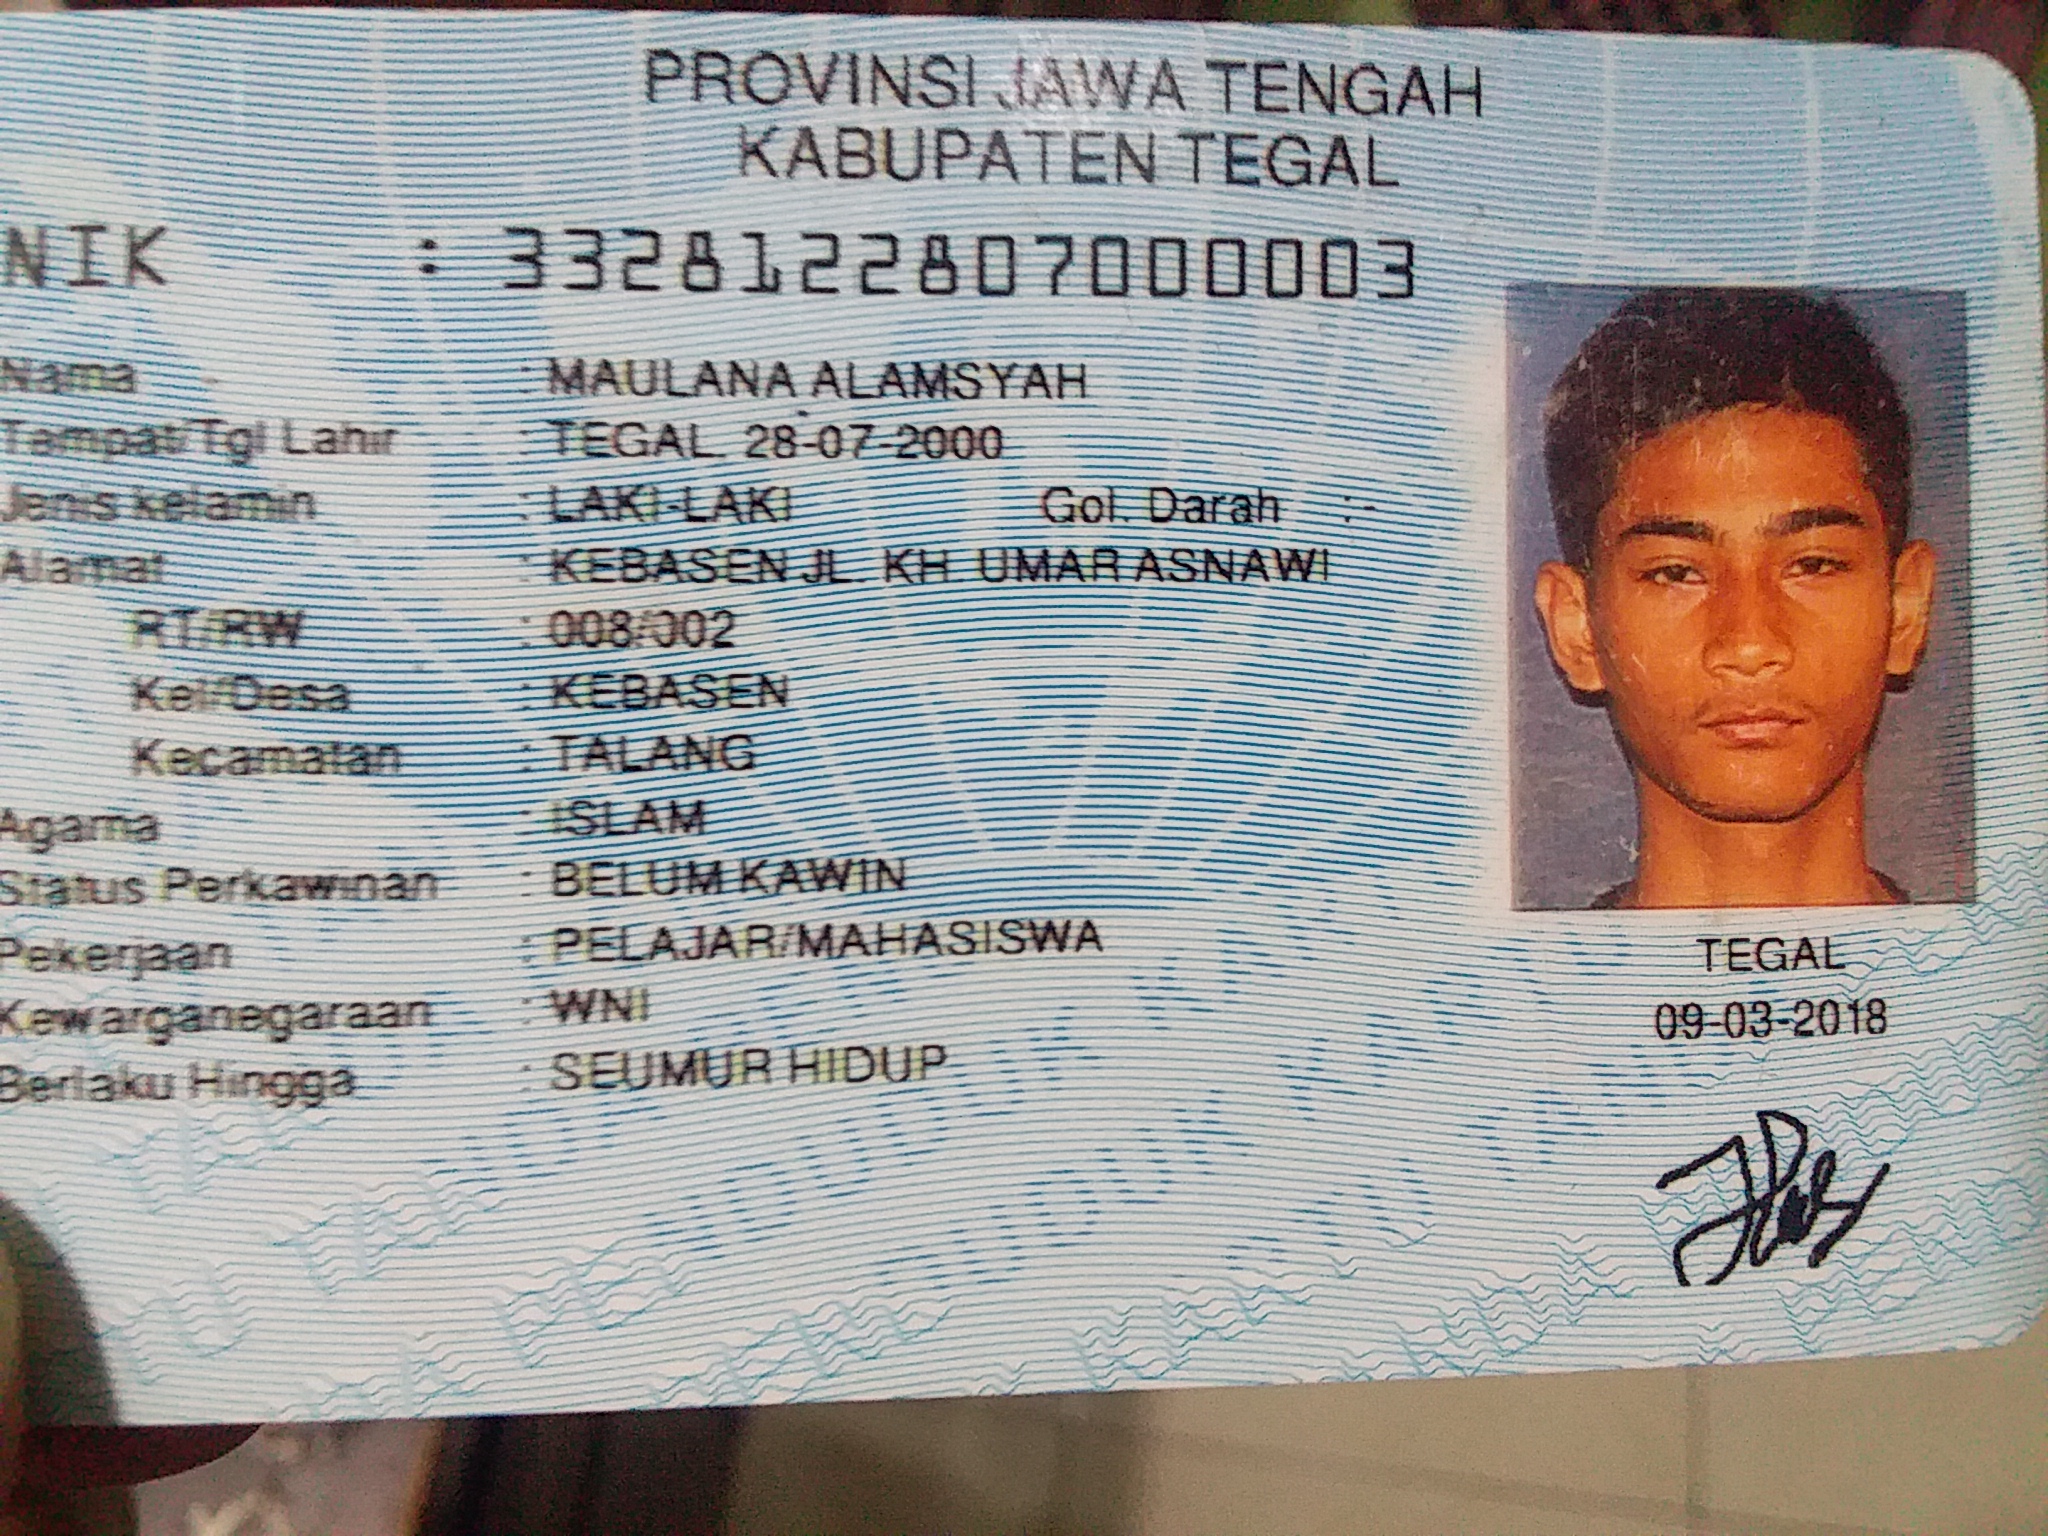 PROVINSI JAWA TENGAH
KABUPATEN TEGAL
NIK : 3328122807000003
Nama : MAULANA ALAMSYAH
Tempat/Tgl Lahir : TEGAL, 28-07-2000
Jenis kelamin : LAKI-LAKI Gol. Darah : -
Alamat : KEBASEN JL. KH. UMAR ASNAWI
RT/RW : 008/002
Kel/Desa : KEBASEN
Kecamatan : TALANG
Agama : ISLAM
Status Perkawinan : BELUM KAWIN
Pekerjaan : PELAJAR/MAHASISWA
Kewarganegaraan : WNI
Berlaku Hingga : SEUMUR HIDUP
TEGAL
09-03-2018